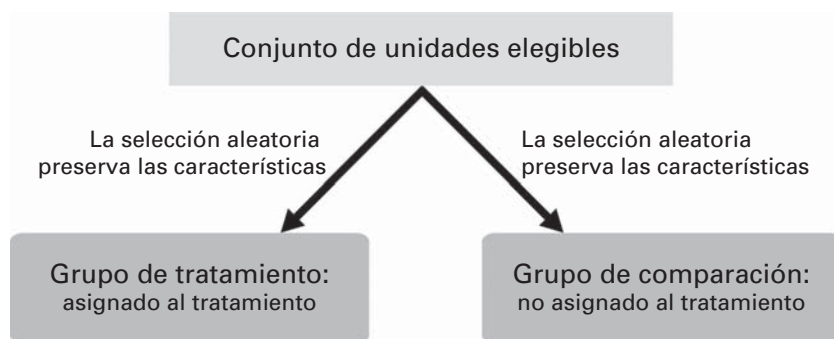 Conjunto de unidades elegibles
La selección aleatoria
preserva las características
La selección aleatoria
preserva las características
Grupo de tratamiento:
asignado al tratamiento
Grupo de comparación:
no asignado al tratamiento